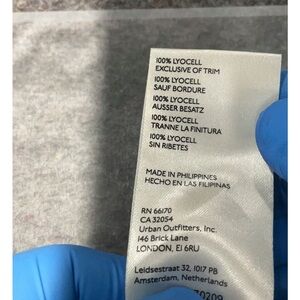 100% LYOCELL
EXCLUSIVE OF TRIM
100% LYOCELL
SAUF BORDURE
100% LYOCELL
AUSSER BESATZ
100% LYOCELL
TRANNE LA FINITURA
100% LYOCELL
SIN RIBETES
MADE IN PHILIPPINES
HECHO EN LAS FILIPINAS
RN 66170
CA 32054
Urban Outfitters, Inc.
146 Brick Lane
LONDON, E1 6RU
Leidsestraat 32, 1017 PB
Amsterdam, Netherlands